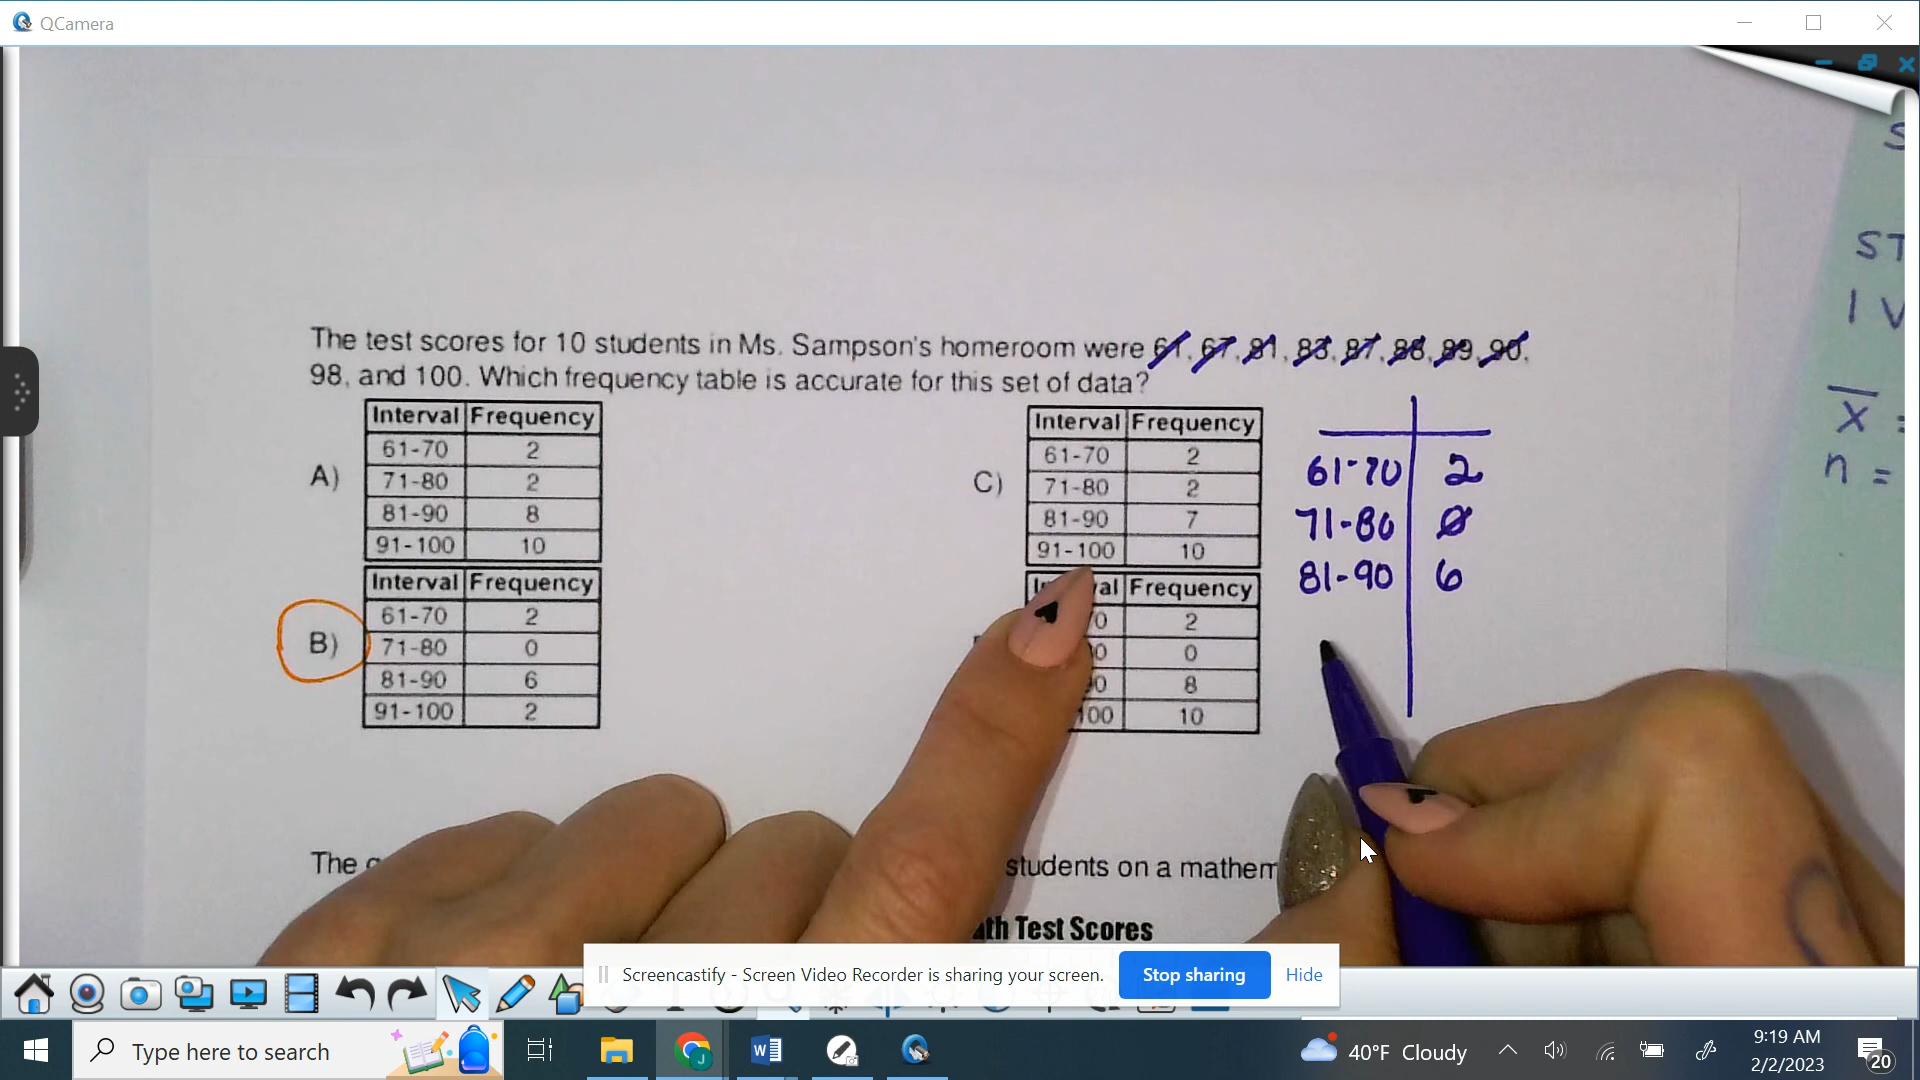 QCamera
S
ST
1 V
x̄ =
n =
The test scores for 10 students in Ms. Sampson's homeroom were 61, 67, 81, 83, 87, 88, 89, 90,
98, and 100. Which frequency table is accurate for this set of data?
A)
Interval Frequency
61-70 2
71-80 2
81-90 8
91-100 10
B)
Interval Frequency
61-70 2
71-80 0
81-90 6
91-100 2
C)
Interval Frequency
61-70 2
71-80 2
81-90 7
91-100 10
Frequency
2
0
8
100 10
61-70 2
71-80 0
81-90 6
The
students on a mathem
Test Scores
Screencastify - Screen Video Recorder is sharing your screen. Stop sharing Hide
Type here to search
40°F Cloudy
9:19 AM
2/2/2023
20